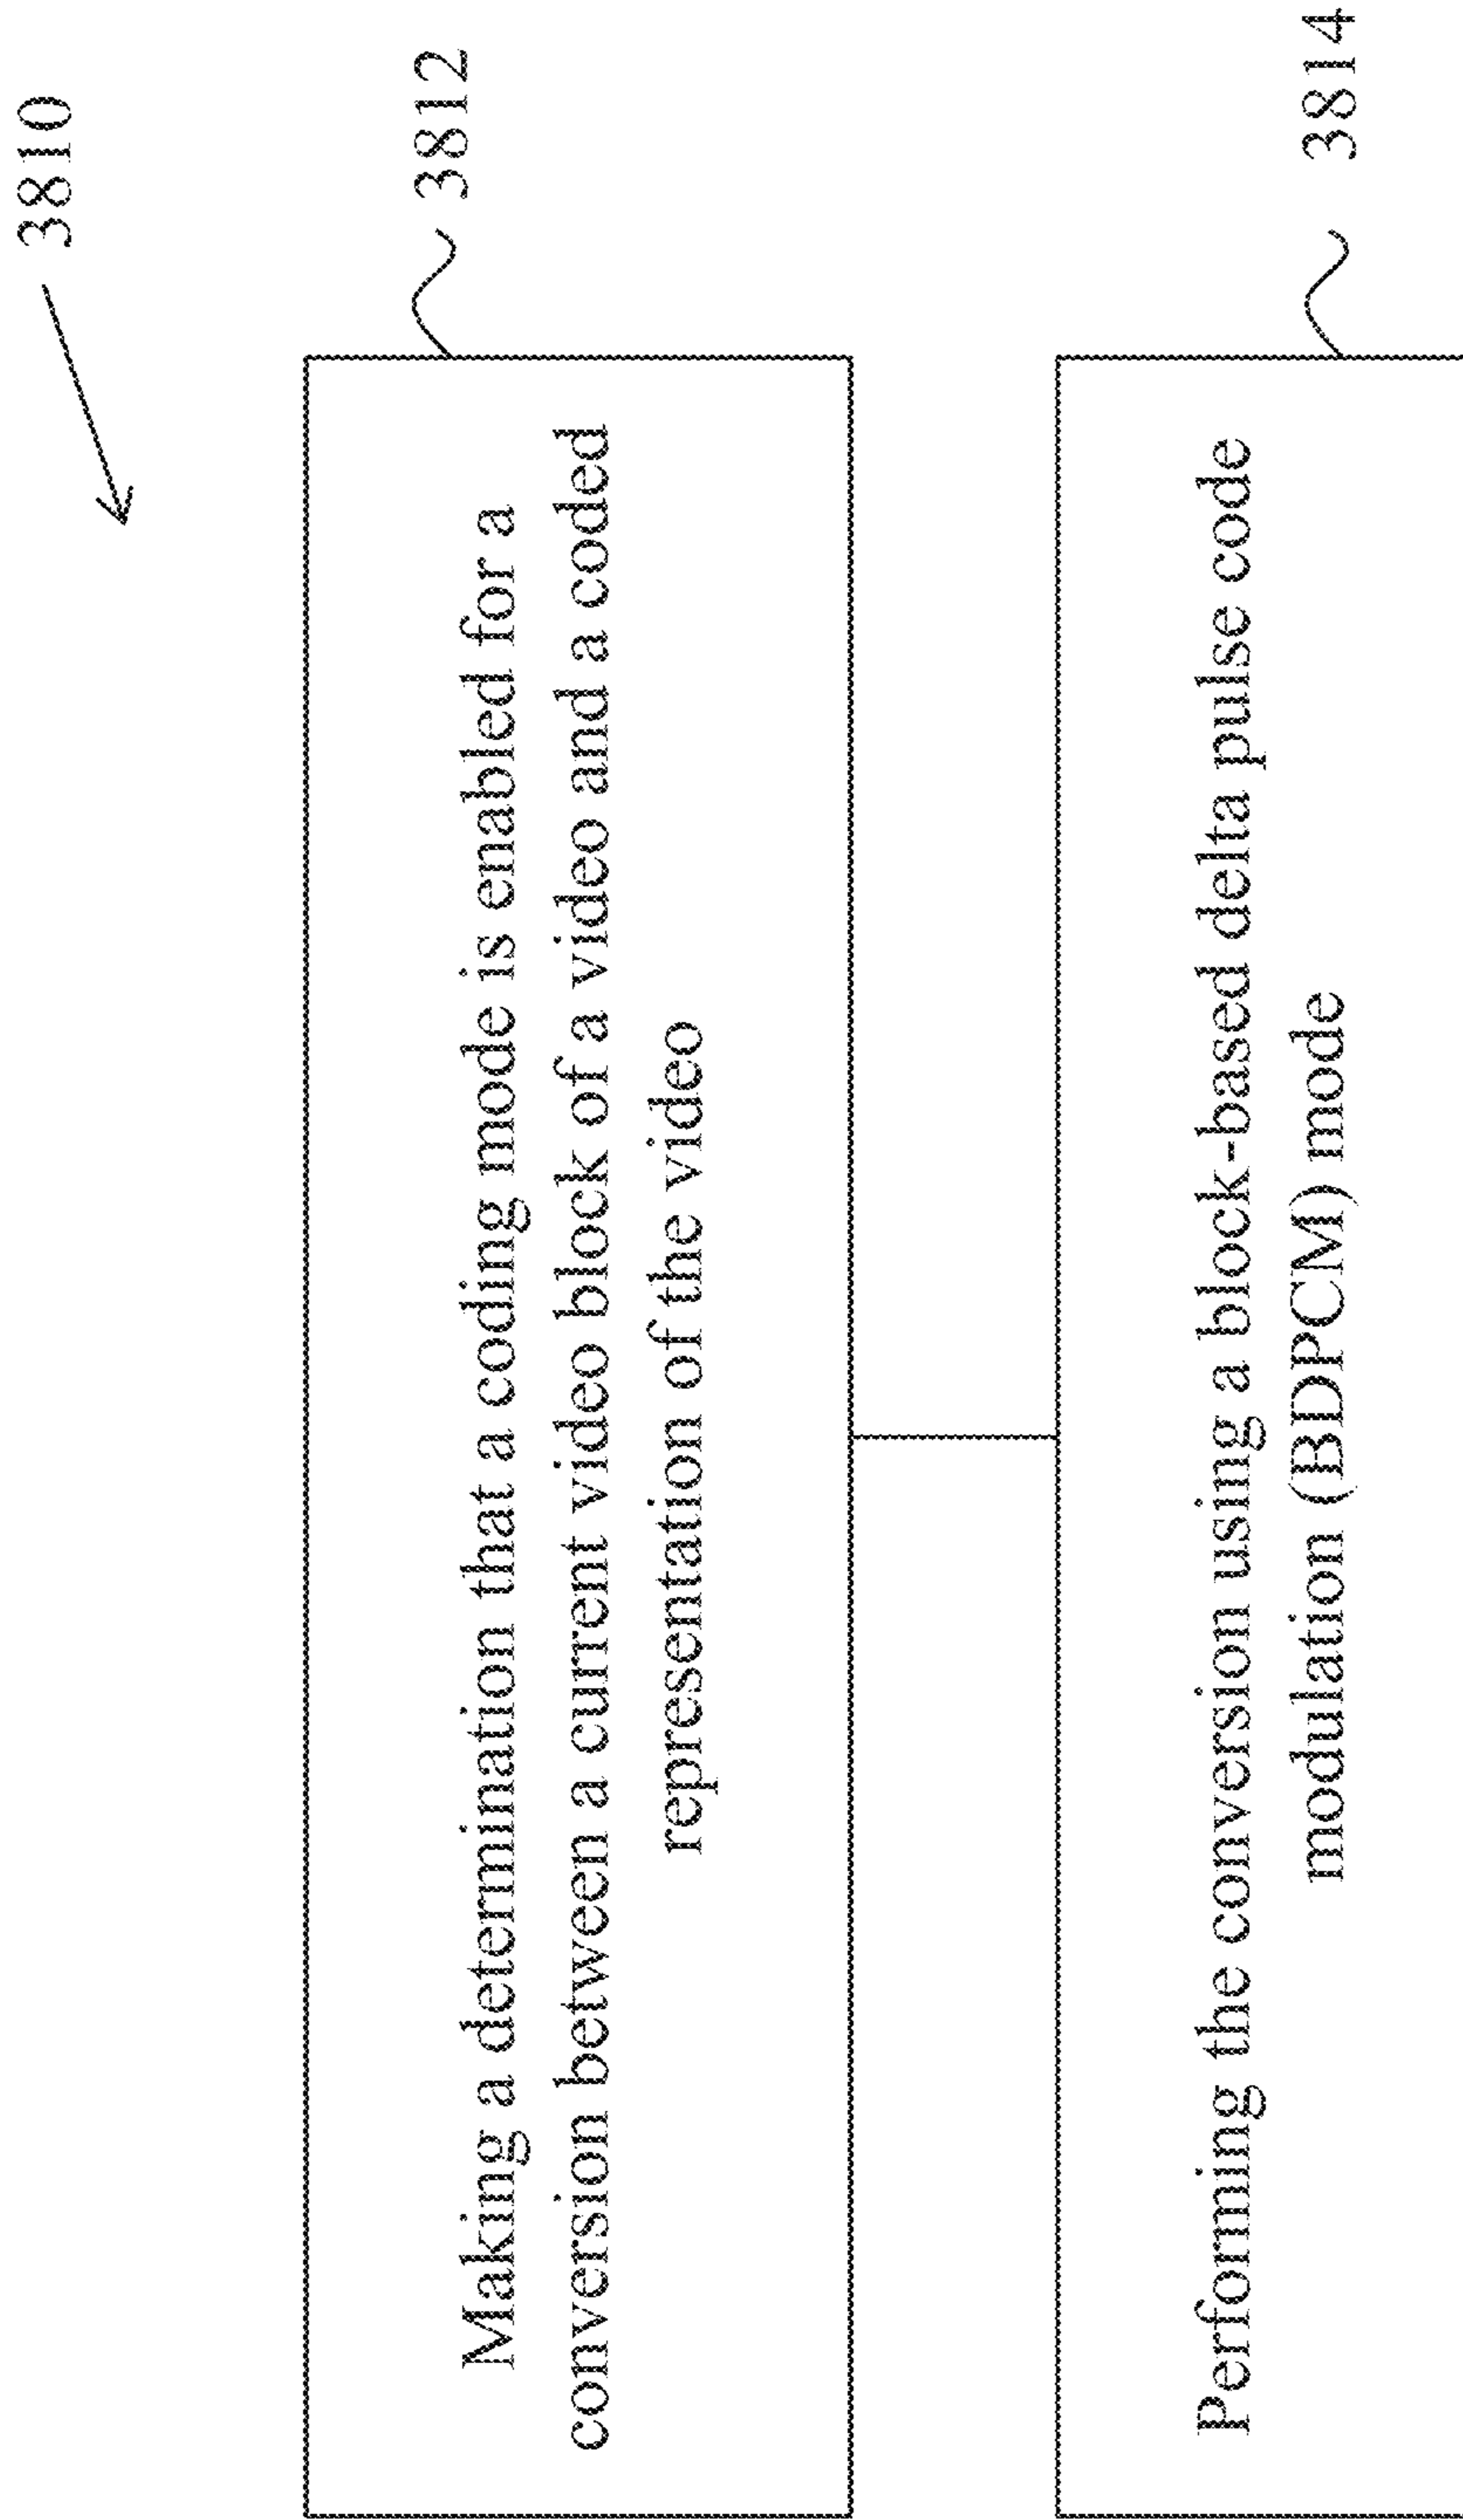 3810
3812
Making a determination that a coding mode is enabled for a
conversion between a current video block of a video and a coded
representation of the video
3814
Performing the conversion using a block-based delta pulse code
modulation (BDPCM) mode